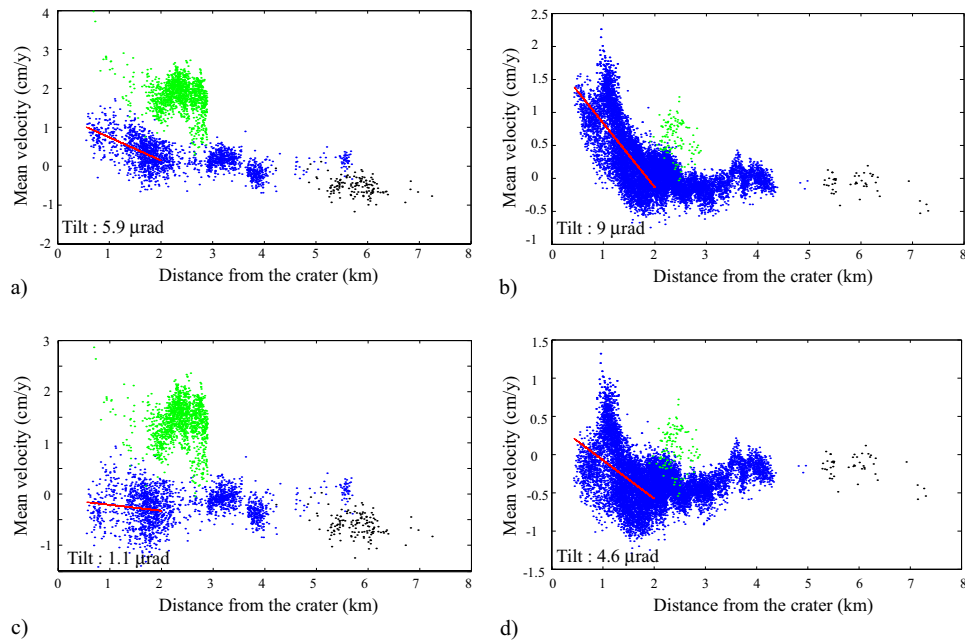 4
3
2
1
0
-1
-2
Mean velocity (cm/y)
Tilt : 5.9 μrad
0 1 2 3 4 5 6 7 8
Distance from the crater (km)
a)
2.5
2
1.5
1
0.5
0
-0.5
-1
Mean velocity (cm/y)
Tilt : 9 μrad
0 1 2 3 4 5 6 7 8
Distance from the crater (km)
b)
3
2
1
0
-1
Mean velocity (cm/y)
Tilt : 1.1 μrad
0 1 2 3 4 5 6 7 8
Distance from the crater (km)
c)
1.5
1
0.5
0
-0.5
-1
-1.5
Mean velocity (cm/y)
Tilt : 4.6 μrad
0 1 2 3 4 5 6 7 8
Distance from the crater (km)
d)